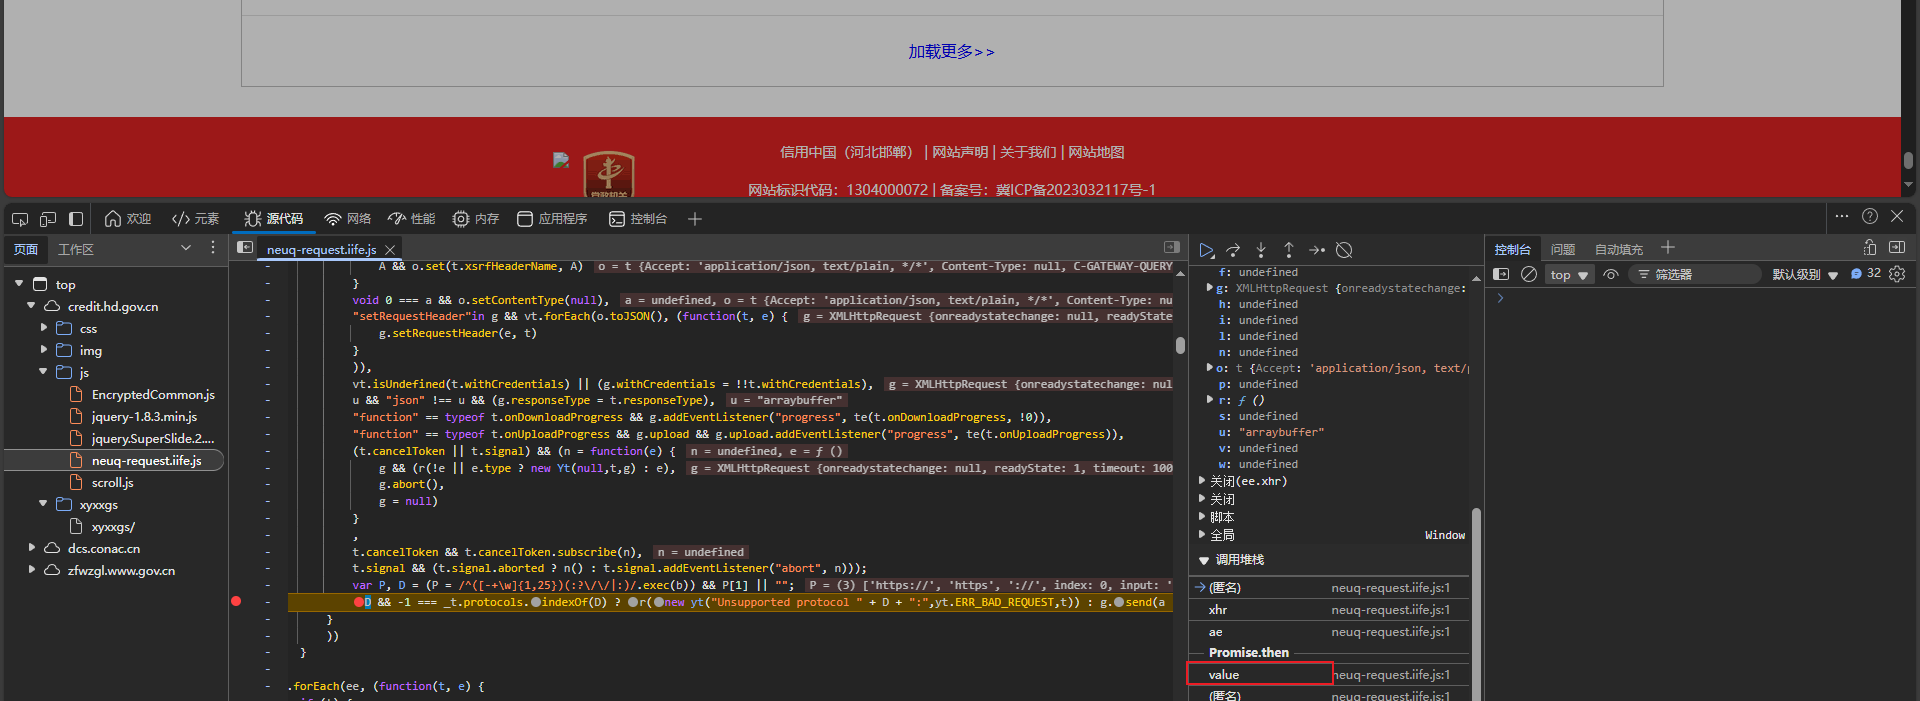 加载更多>>
信用中国（河北邯郸） | 网站声明 | 关于我们 | 网站地图
网站标识代码：1304000072 | 备案号：冀ICP备2023032117号-1
欢迎
元素
源代码
网络
性能
内存
应用程序
控制台
页面
工作区
neuq-request.iife.js
控制台
问题
自动填充
top
筛选器
默认级别
32
top
credit.hd.gov.cn
css
img
js
EncryptedCommon.js
jquery-1.8.3.min.js
jquery.SuperSlide.2....
neuq-request.iife.js
scroll.js
xyxxgs
xyxxgs/
dcs.conac.cn
zfwzgl.www.gov.cn
A && o.set(t.xsrfHeaderName, A) o = t {Accept: 'application/json, text/plain, */*', Content-Type: null, C-GATEWAY-QUERY
}
void 0 === a && o.setContentType(null), a = undefined, o = t {Accept: 'application/json, text/plain, */*', Content-Type: nu
"setRequestHeader"in g && vt.forEach(o.toJSON(), (function(t, e) { g = XMLHttpRequest {onreadystatechange: null, readyState
g.setRequestHeader(e, t)
}
)),
vt.isUndefined(t.withCredentials) || (g.withCredentials = !!t.withCredentials), g = XMLHttpRequest {onreadystatechange: nul
u && "json" !== u && (g.responseType = t.responseType), u = "arraybuffer"
"function" == typeof t.onDownloadProgress && g.addEventListener("progress", te(t.onDownloadProgress, !0)),
"function" == typeof t.onUploadProgress && g.upload && g.upload.addEventListener("progress", te(t.onUploadProgress)),
(t.cancelToken || t.signal) && (n = function(e) { n = undefined, e = ƒ ()
g && (r(!e || e.type ? new Yt(null,t,g) : e), g = XMLHttpRequest {onreadystatechange: null, readyState: 1, timeout: 100
g.abort(),
g = null)
}
,
t.cancelToken && t.cancelToken.subscribe(n), n = undefined
t.signal && (t.signal.aborted ? n() : t.signal.addEventListener("abort", n)));
var P, D = (P = /^([-+\w]{1,25})(:?\/\/|:)/.exec(b)) && P[1] || ""; P = (3) ['https://', 'https', '://', index: 0, input: '
D && -1 === _t.protocols.indexOf(D) ? r(new yt("Unsupported protocol " + D + ":",yt.ERR_BAD_REQUEST,t)) : g.send(a
}
))
}
.forEach(ee, (function(t, e) {
f: undefined
g: XMLHttpRequest {onreadystatechange:
h: undefined
i: undefined
l: undefined
n: undefined
o: t {Accept: 'application/json, text/p
p: undefined
r: ƒ ()
s: undefined
u: "arraybuffer"
v: undefined
w: undefined
关闭(ee.xhr)
关闭
脚本
全局 Window
调用堆栈
(匿名) neuq-request.iife.js:1
xhr neuq-request.iife.js:1
ae neuq-request.iife.js:1
Promise.then
value neuq-request.iife.js:1
(匿名) neuq-request.iife.js:1